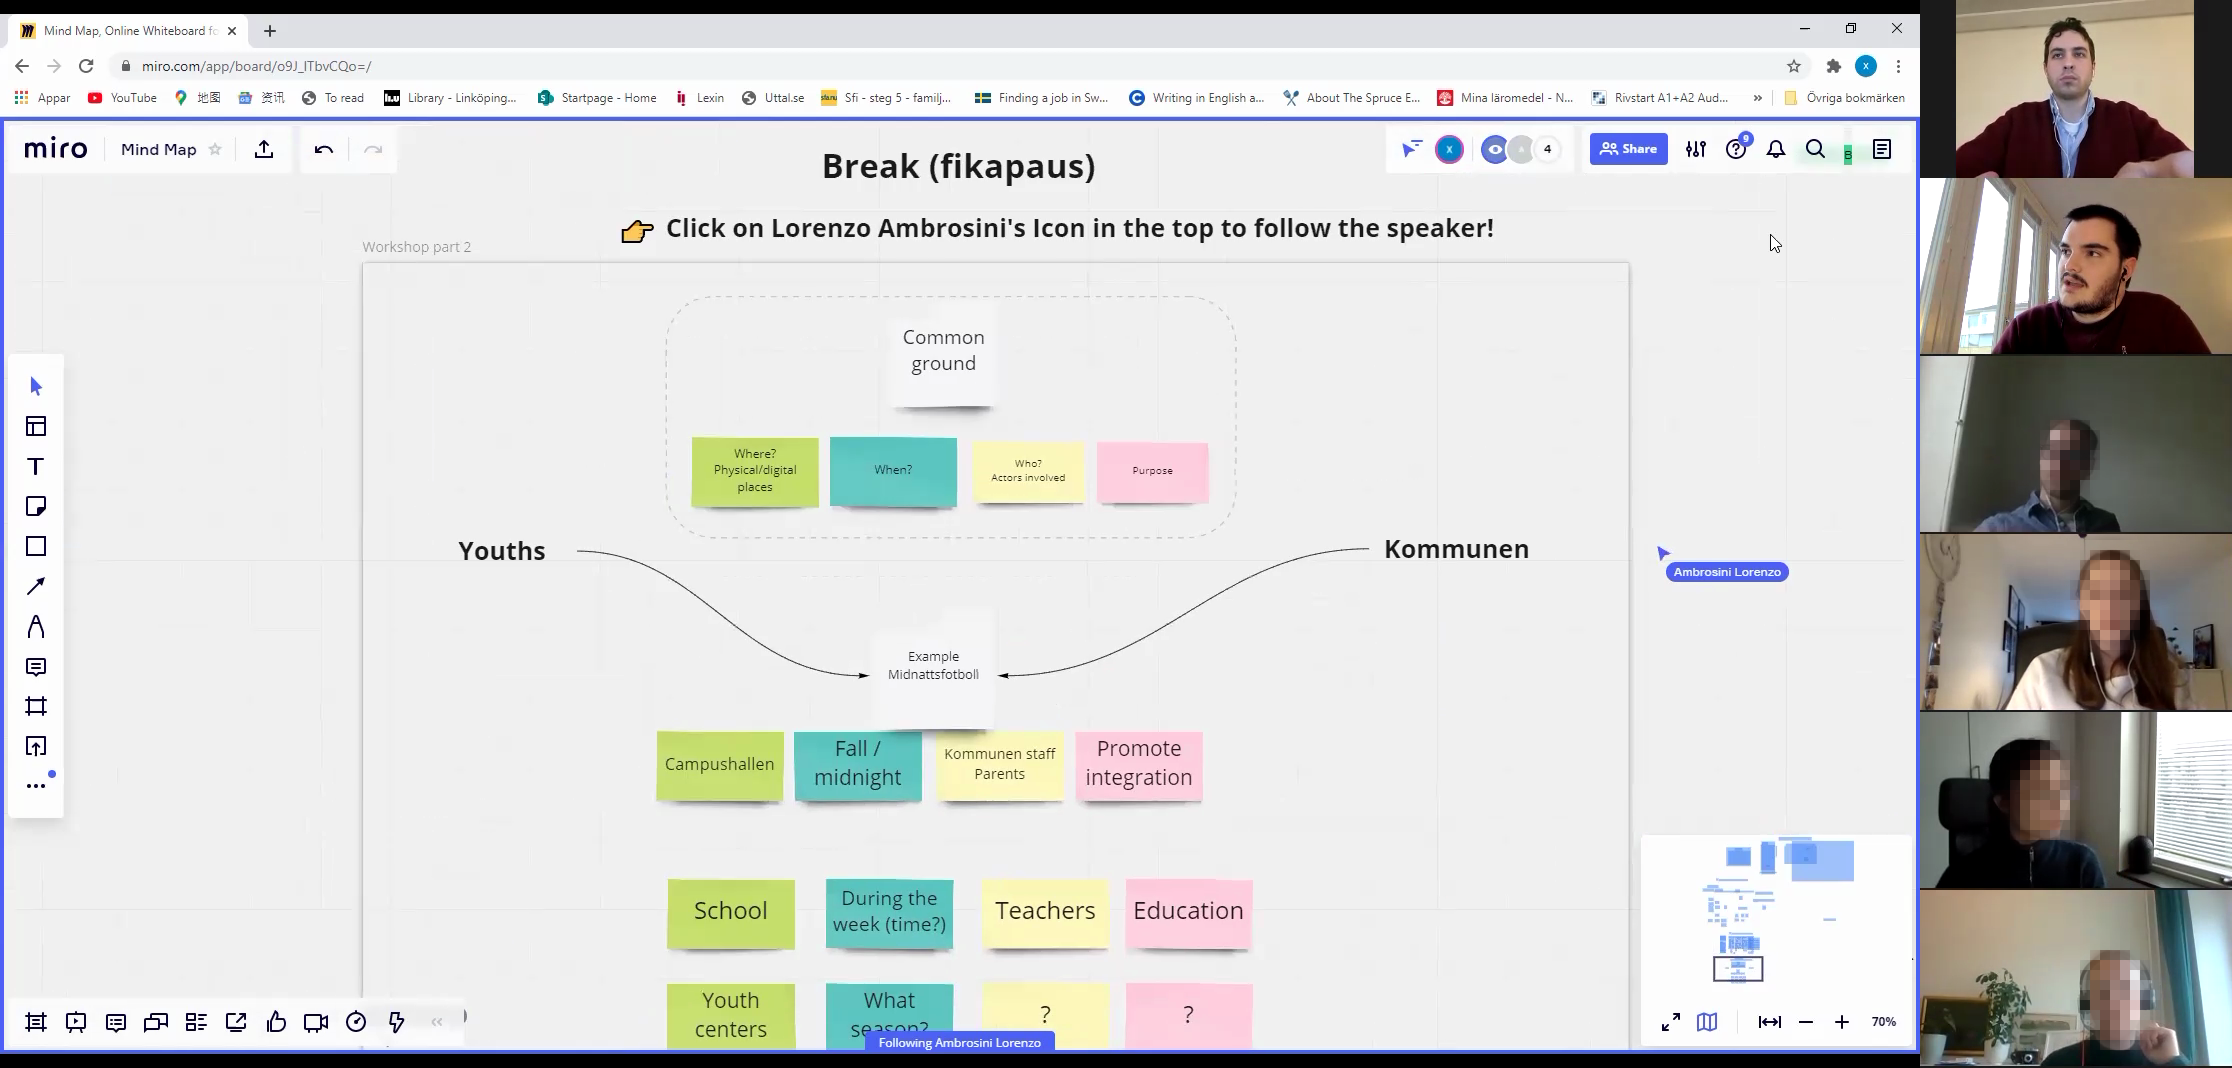 Mind Map, Online Whiteboard fo
miro.com/app/board/o9J_lTbvCQo=/
X
Appar
YouTube
地图
资讯
To read
Library - Linköping...
Startpage - Home
Lexin
Uttal.se
Sfi - steg 5 - familj...
Finding a job in Sw...
Writing in English a...
About The Spruce E...
Mina läromedel - N...
Rivstart A1+A2 Aud...
»
Övriga bokmärken
miro
Mind Map
X
4
Share
9
B
Break (fikapaus)
👉 Click on Lorenzo Ambrosini's Icon in the top to follow the speaker!
Workshop part 2
Common
ground
Where?
Physical/digital
places
When?
Who?
Actors involved
Purpose
Youths
Kommunen
Ambrosini Lorenzo
Example
Midnattsfotboll
Campushallen
Fall /
midnight
Kommunen staff
Parents
Promote
integration
School
During the
week (time?)
Teachers
Education
Youth
centers
What
season?
?
?
Following Ambrosini Lorenzo
70%